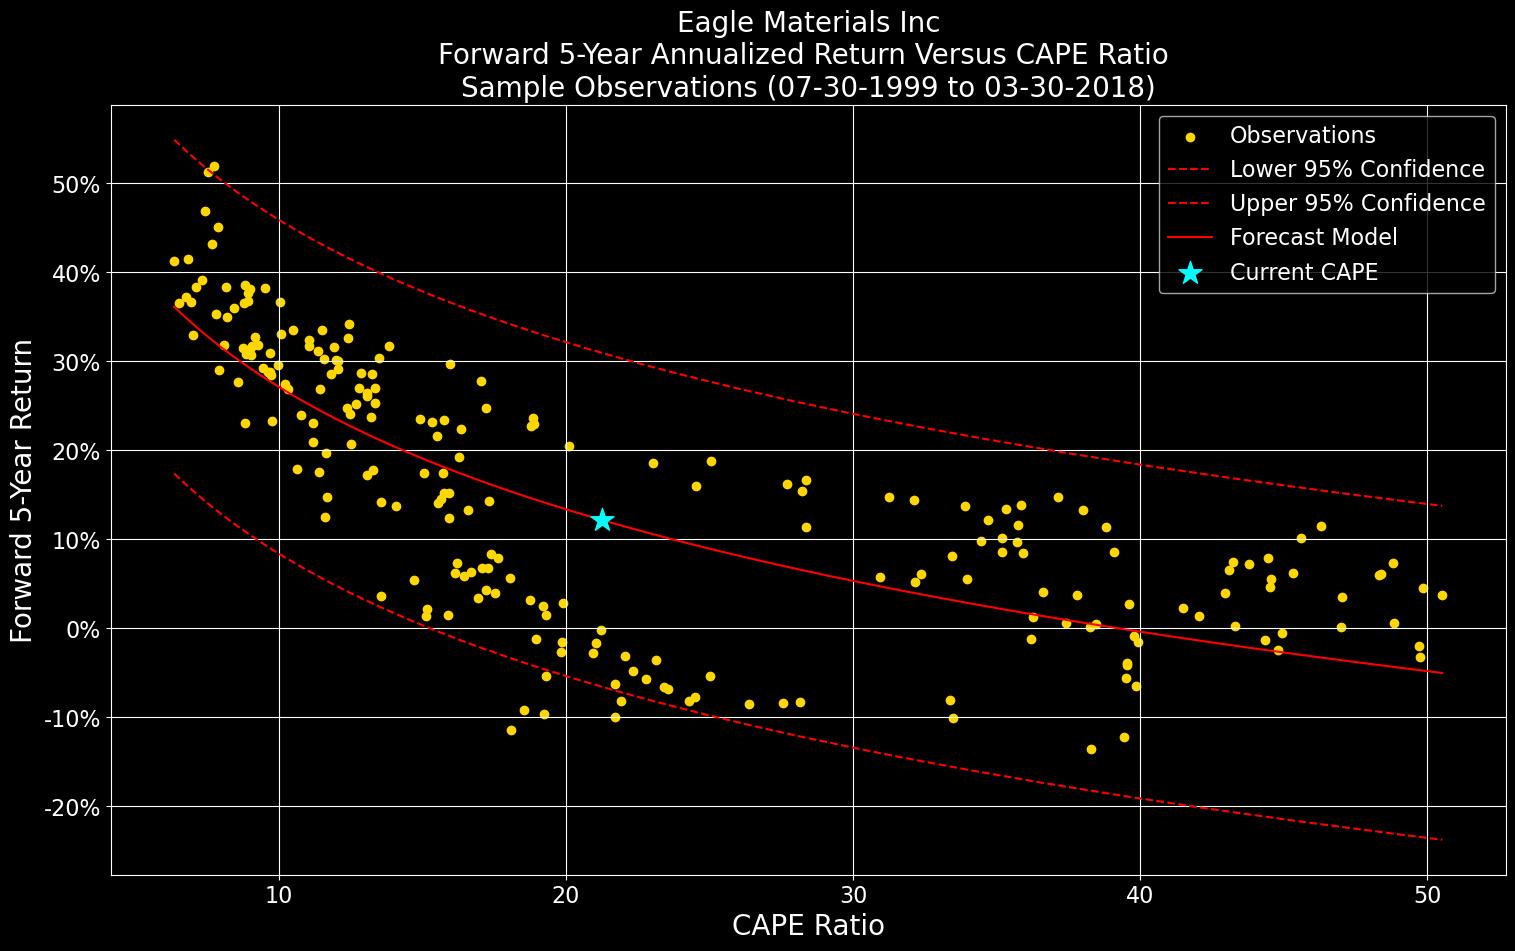 Eagle Materials Inc
Forward 5-Year Annualized Return Versus CAPE Ratio
Sample Observations (07-30-1999 to 03-30-2018)
Observations
Lower 95% Confidence
Upper 95% Confidence
Forecast Model
Current CAPE
Forward 5-Year Return
50%
40%
30%
20%
10%
0%
-10%
-20%
10 20 30 40 50
CAPE Ratio